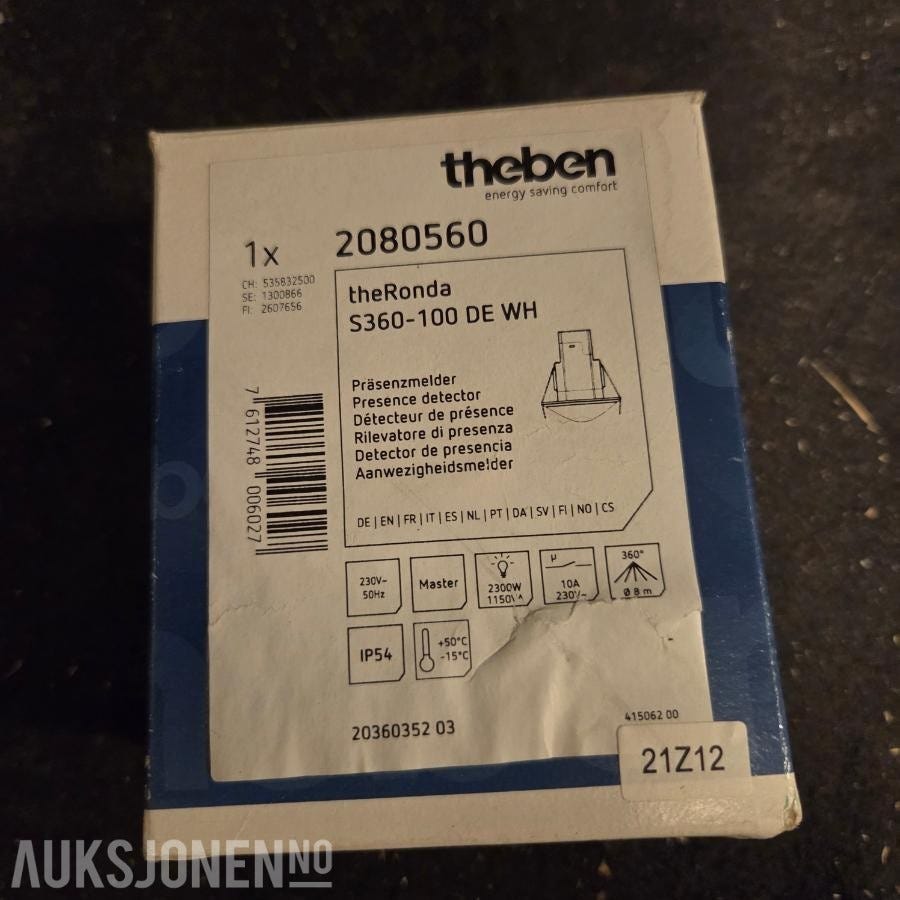 theben
energy saving comfort
1x
2080560
CH: 535832500
SE: 1300866
FI: 2607656
theRonda
S360-100 DE WH
Präsenzmelder
Presence detector
Détecteur de présence
Rilevatore di presenza
Detector de presencia
Aanwezigheidsmelder
7 612748 006027
DE | EN | FR | IT | ES | NL | PT | DA | SV | FI | NO | CS
230V~
50Hz
Master
2300W
µ
10A
230V~
360°
Ø 8 m
IP54
+50°C
-15°C
20360352 03
415062 00
21Z12
AUKSJONEN.NO